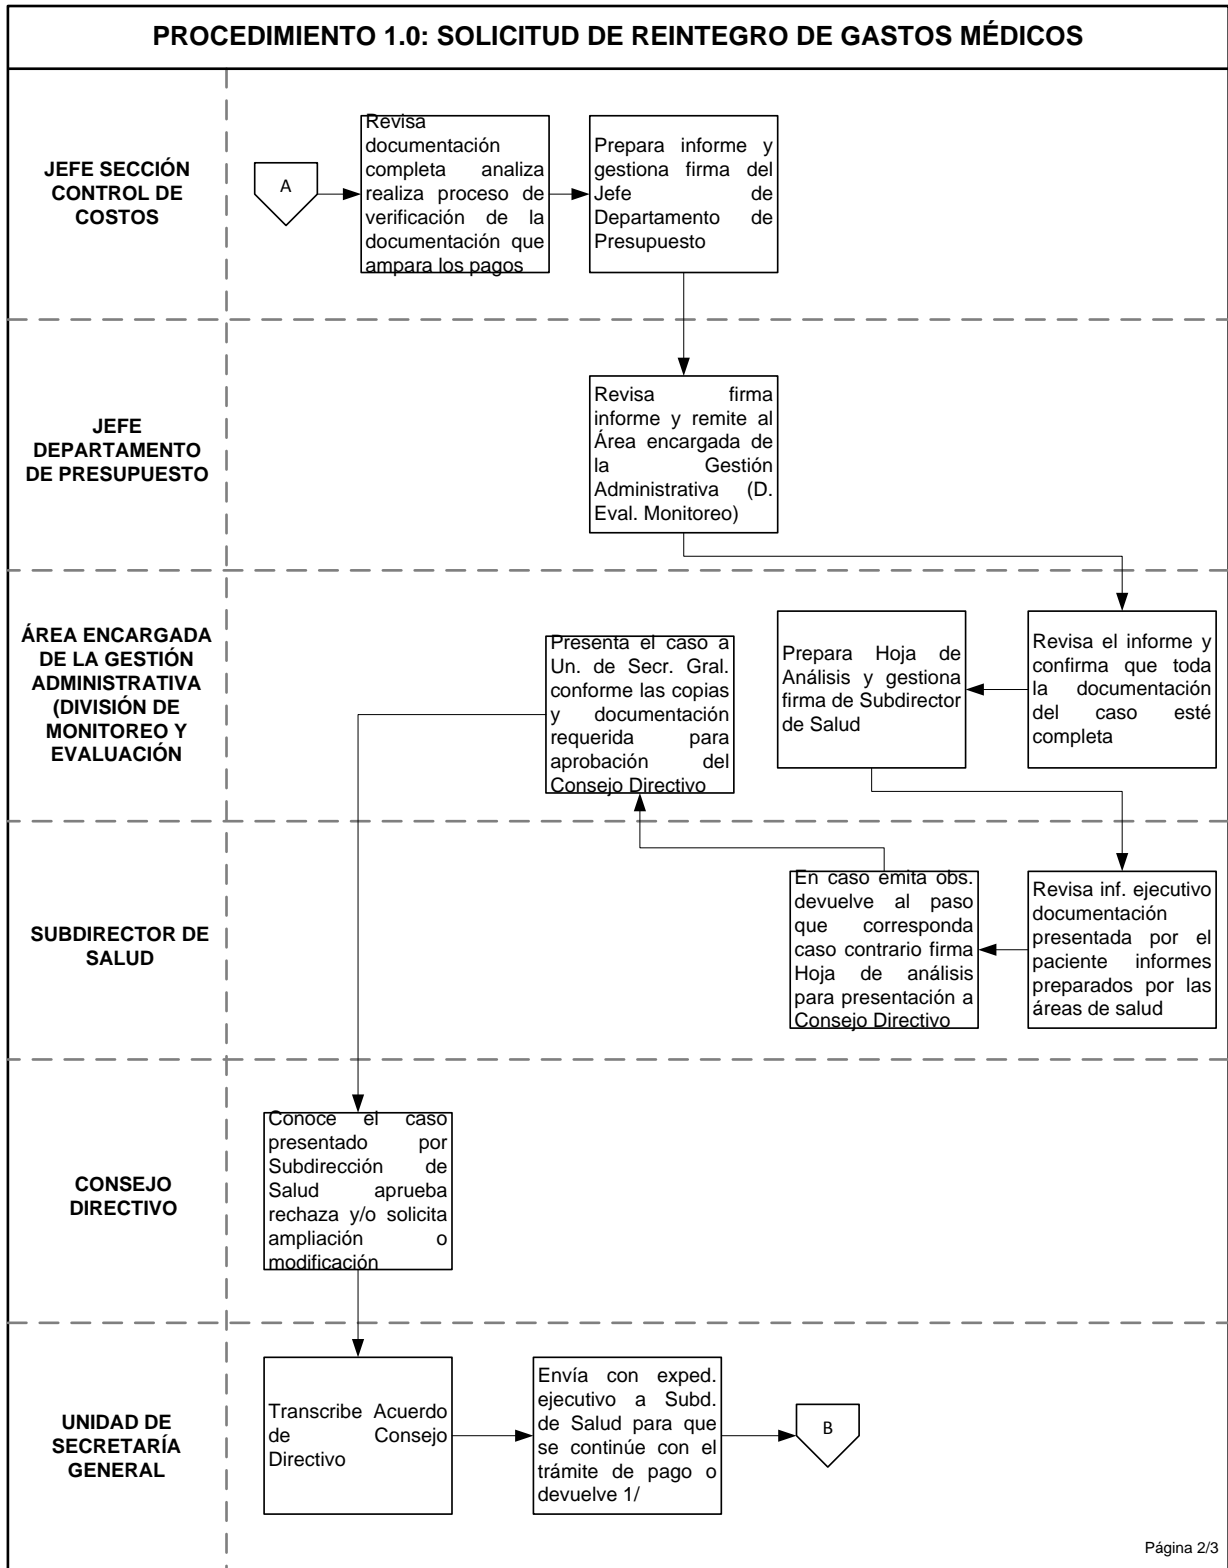 PROCEDIMIENTO 1.0: SOLICITUD DE REINTEGRO DE GASTOS MÉDICOS
JEFE SECCIÓN
CONTROL DE
COSTOS
A
Revisa
documentación
completa analiza
realiza proceso de
verificación de la
documentación que
ampara los pagos
Prepara informe y
gestiona firma del
Jefe de
Departamento de
Presupuesto
JEFE
DEPARTAMENTO
DE PRESUPUESTO
Revisa firma
informe y remite al
Área encargada de
la Gestión
Administrativa (D.
Eval. Monitoreo)
ÁREA ENCARGADA
DE LA GESTIÓN
ADMINISTRATIVA
(DIVISIÓN DE
MONITOREO Y
EVALUACIÓN
Presenta el caso a
Un. de Secr. Gral.
conforme las copias
y documentación
requerida para
aprobación del
Consejo Directivo
Prepara Hoja de
Análisis y gestiona
firma de Subdirector
de Salud
Revisa el informe y
confirma que toda
la documentación
del caso esté
completa
SUBDIRECTOR DE
SALUD
En caso emita obs.
devuelve al paso
que corresponda
caso contrario firma
Hoja de análisis
para presentación a
Consejo Directivo
Revisa inf. ejecutivo
documentación
presentada por el
paciente informes
preparados por las
áreas de salud
CONSEJO
DIRECTIVO
Conoce el caso
presentado por
Subdirección de
Salud aprueba
rechaza y/o solicita
ampliación o
modificación
UNIDAD DE
SECRETARÍA
GENERAL
Transcribe Acuerdo
de Consejo
Directivo
Envía con exped.
ejecutivo a Subd.
de Salud para que
se continúe con el
trámite de pago o
devuelve 1/
B
Página 2/3